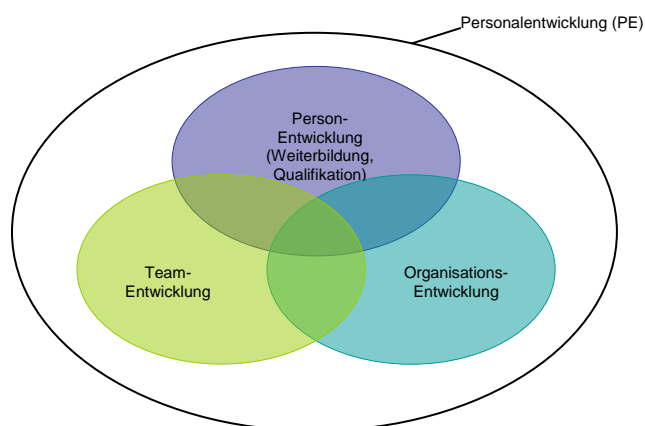 Personalentwicklung (PE)
Person-
Entwicklung
(Weiterbildung,
Qualifikation)
Team-
Entwicklung
Organisations-
Entwicklung